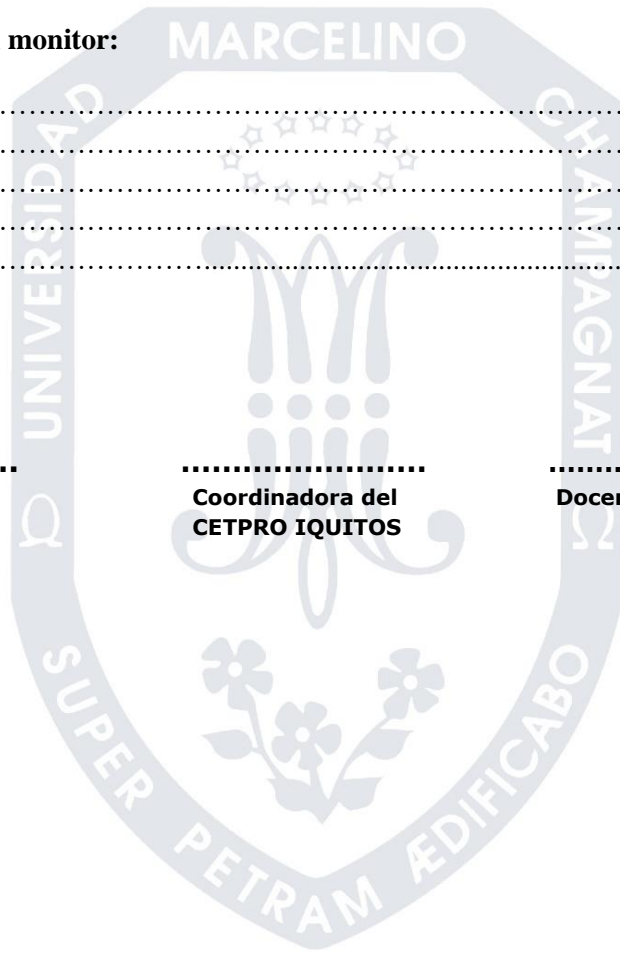 monitor:
MARCELINO
UNIVERSIDAD
CHAMPAGNAT
……………………………………………………………………
……………………………………………………………………
……………………………………………………………………
……………………………………………………………………
……………………...............................................................
..
..........................
.........
Coordinadora del
CETPRO IQUITOS
Ω
Ω
SUPER PETRAM ÆDIFICABO